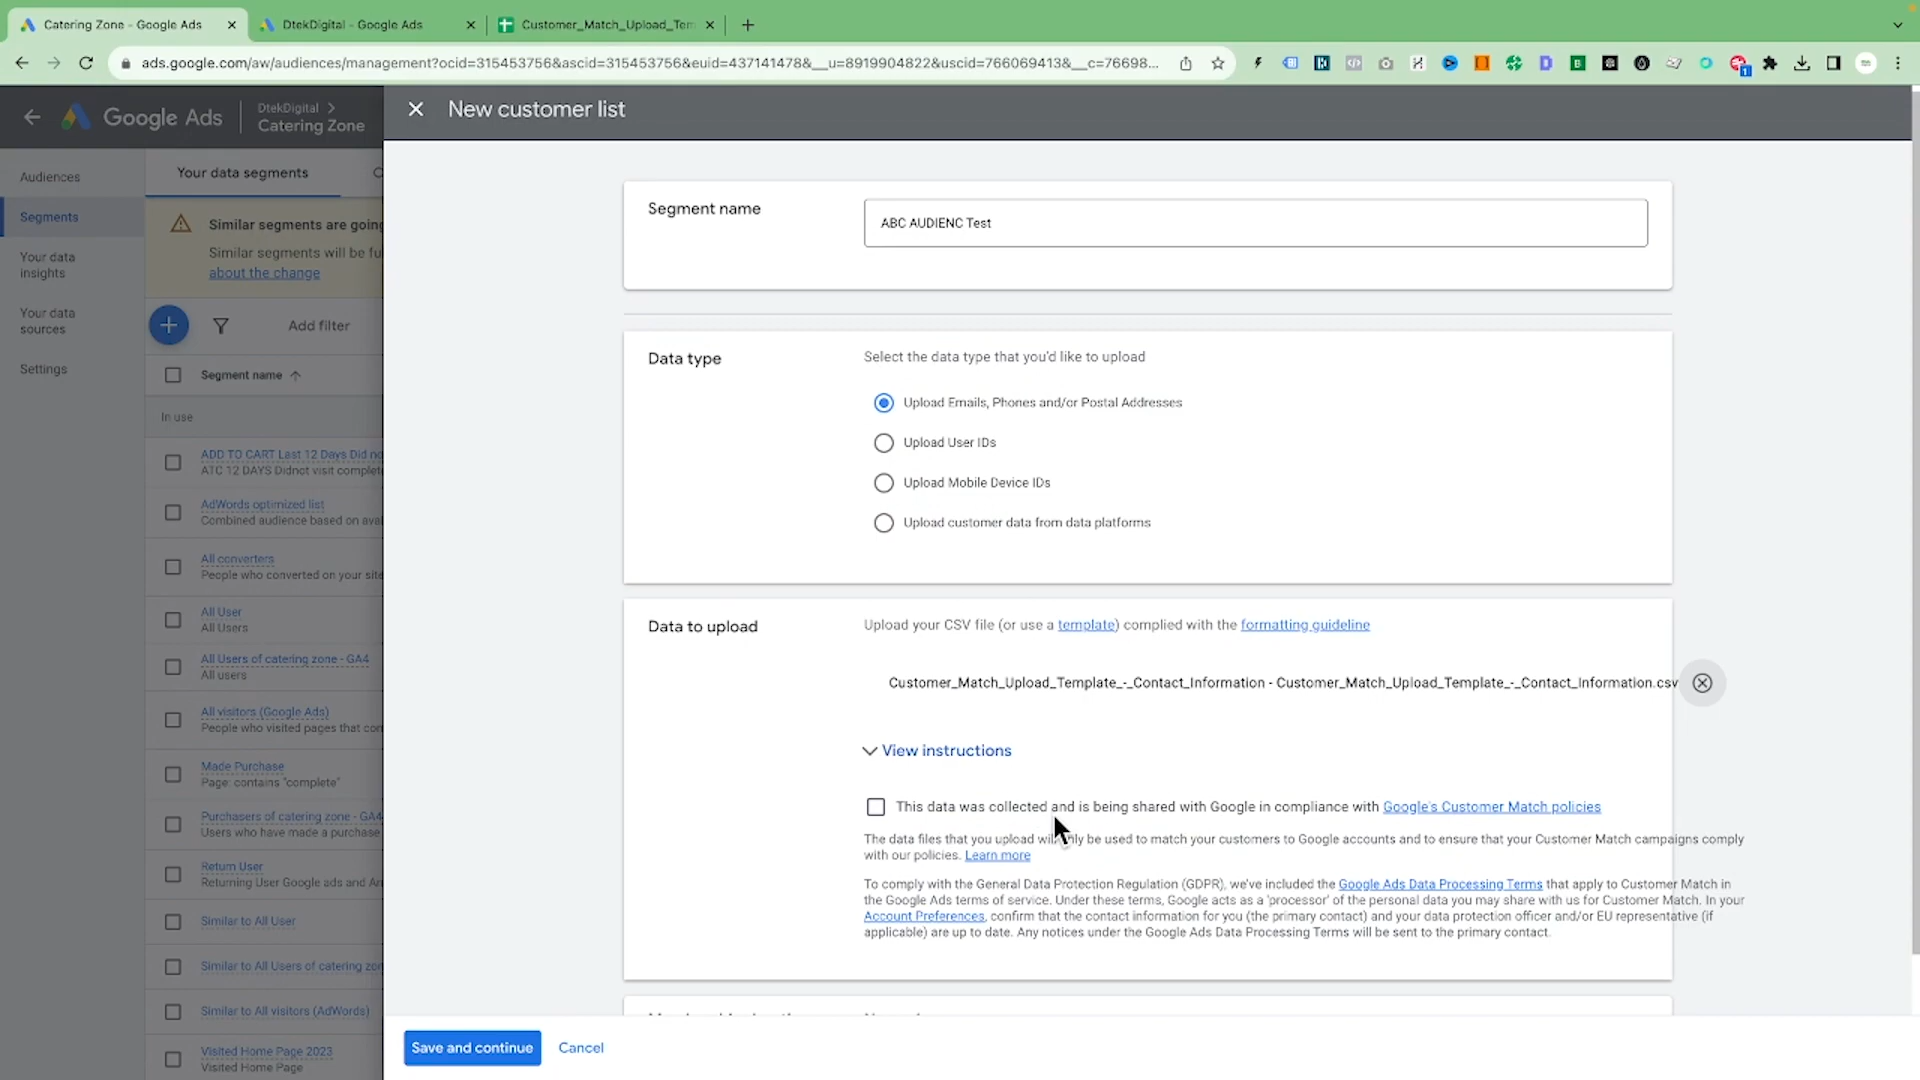 Catering Zone - Google Ads
DtekDigital - Google Ads
Customer_Match_Upload_Tem
ads.google.com/aw/audiences/management?ocid=315453756&ascid=315453756&euid=437141478&__u=8919904822&uscid=766069413&__c=76698...
Google Ads
DtekDigital
Catering Zone
New customer list
Audiences
Segments
Your data
insights
Your data
sources
Settings
Your data segments
Similar segments are going
Similar segments will be fu
about the change
Add filter
Segment name
In use
ADD TO CART Last 12 Days Did no
ATC 12 DAYS Didnot visit complet
AdWords optimized list
Combined audience based on avai
All converters
People who converted on your site
All User
All Users
All Users of catering zone - GA4
All users
All visitors (Google Ads)
People who visited pages that con
Made Purchase
Page: contains "complete"
Purchasers of catering zone - GA4
Users who have made a purchase
Return User
Returning User Google ads and An
Similar to All User
Similar to All Users of catering zon
Similar to All visitors (AdWords)
Visited Home Page 2023
Visited Home Page
Segment name
ABC AUDIENC Test
Data type
Select the data type that you'd like to upload
Upload Emails, Phones and/or Postal Addresses
Upload User IDs
Upload Mobile Device IDs
Upload customer data from data platforms
Data to upload
Upload your CSV file (or use a template) complied with the formatting guideline
Customer_Match_Upload_Template_-_Contact_Information - Customer_Match_Upload_Template_-_Contact_Information.csv
View instructions
This data was collected and is being shared with Google in compliance with Google's Customer Match policies
The data files that you upload will only be used to match your customers to Google accounts and to ensure that your Customer Match campaigns comply
with our policies. Learn more
To comply with the General Data Protection Regulation (GDPR), we've included the Google Ads Data Processing Terms that apply to Customer Match in
the Google Ads terms of service. Under these terms, Google acts as a 'processor' of the personal data you may share with us for Customer Match. In your
Account Preferences, confirm that the contact information for you (the primary contact) and your data protection officer and/or EU representative (if
applicable) are up to date. Any notices under the Google Ads Data Processing Terms will be sent to the primary contact.
Save and continue
Cancel